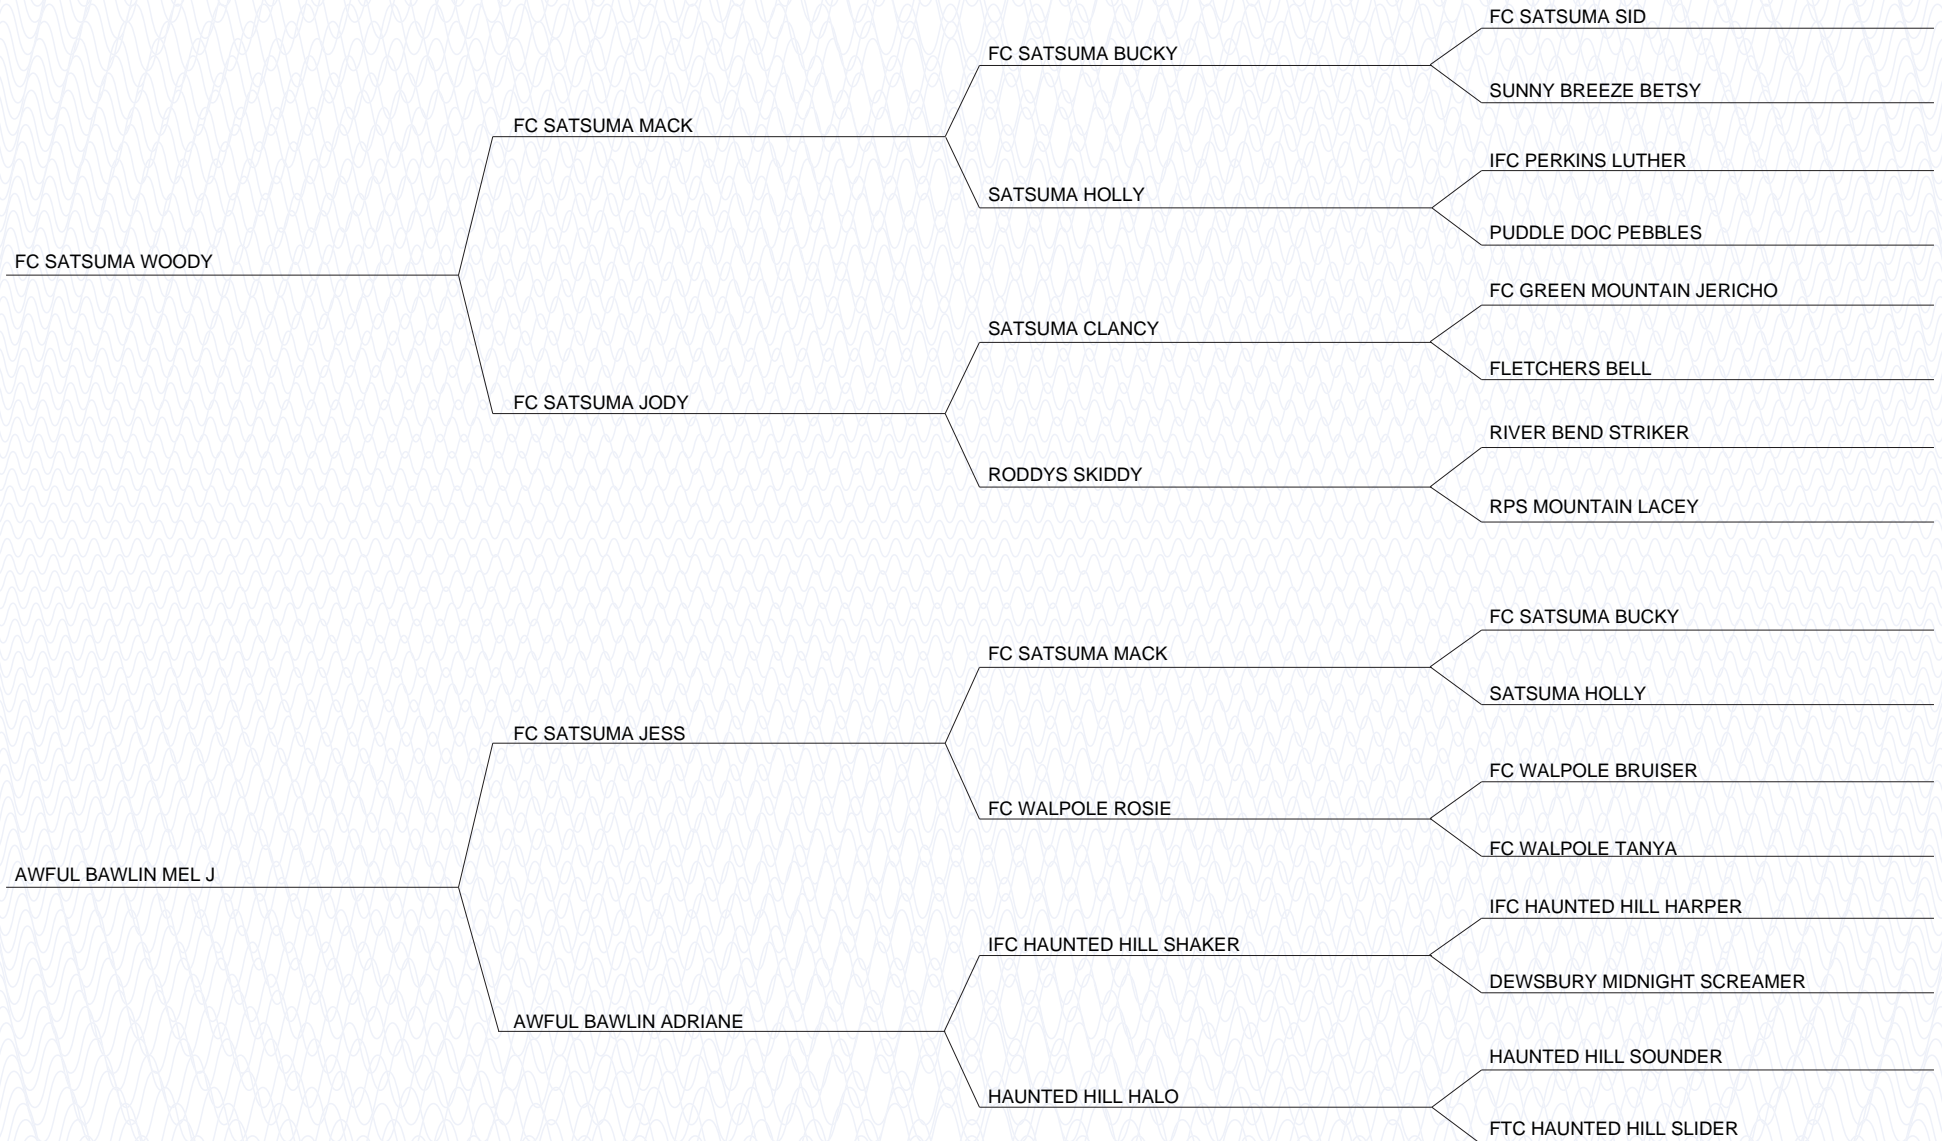 FC SATSUMA SID
FC SATSUMA BUCKY
SUNNY BREEZE BETSY
FC SATSUMA MACK
IFC PERKINS LUTHER
SATSUMA HOLLY
PUDDLE DOC PEBBLES
FC SATSUMA WOODY
FC GREEN MOUNTAIN JERICHO
SATSUMA CLANCY
FLETCHERS BELL
FC SATSUMA JODY
RIVER BEND STRIKER
RODDYS SKIDDY
RPS MOUNTAIN LACEY
FC SATSUMA BUCKY
FC SATSUMA MACK
SATSUMA HOLLY
FC SATSUMA JESS
FC WALPOLE BRUISER
FC WALPOLE ROSIE
FC WALPOLE TANYA
AWFUL BAWLIN MEL J
IFC HAUNTED HILL HARPER
IFC HAUNTED HILL SHAKER
DEWSBURY MIDNIGHT SCREAMER
AWFUL BAWLIN ADRIANE
HAUNTED HILL SOUNDER
HAUNTED HILL HALO
FTC HAUNTED HILL SLIDER